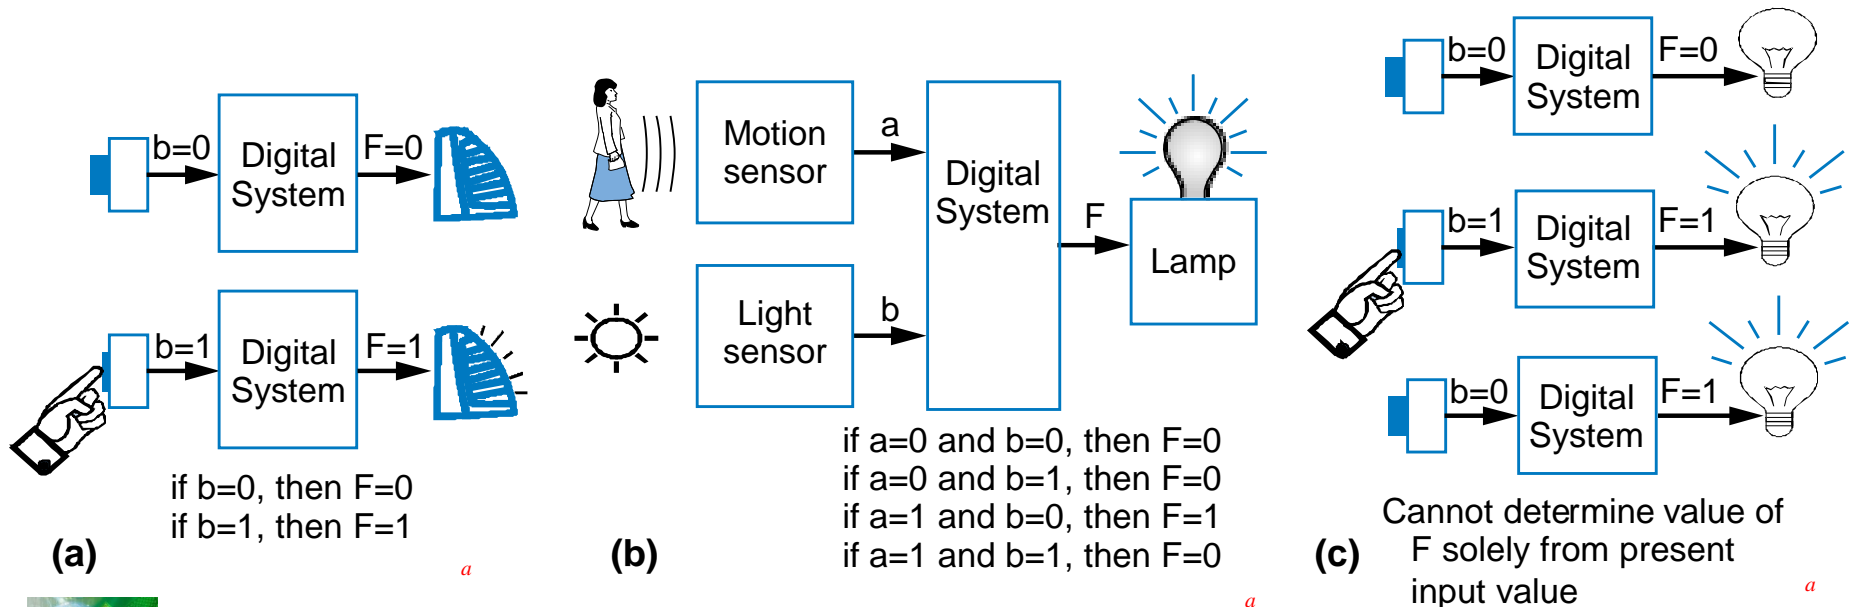 b=0
Digital
System
F=0
b=1
Digital
System
F=1
if b=0, then F=0
if b=1, then F=1
(a)
a
Motion
sensor
a
Light
sensor
b
Digital
System
F
Lamp
if a=0 and b=0, then F=0
if a=0 and b=1, then F=0
if a=1 and b=0, then F=1
if a=1 and b=1, then F=0
(b)
a
b=0
Digital
System
F=0
b=1
Digital
System
F=1
b=0
Digital
System
F=1
Cannot determine value of
F solely from present
input value
(c)
a